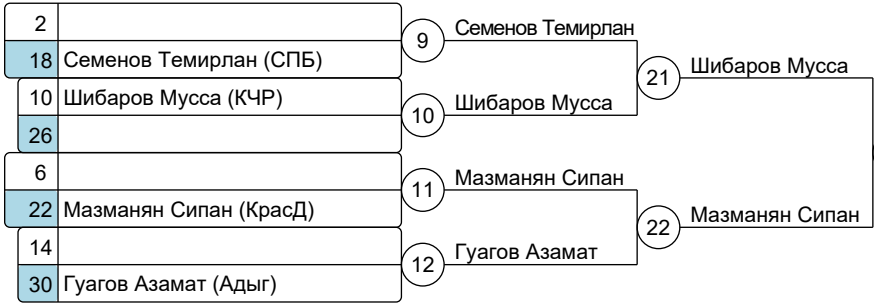 2
18 Семенов Темирлан (СПБ)
10 Шибаров Мусса (КЧР)
26
6
22 Мазманян Сипан (КрасД)
14
30 Гуагов Азамат (Адыг)
9 Семенов Темирлан
10 Шибаров Мусса
11 Мазманян Сипан
12 Гуагов Азамат
21 Шибаров Мусса
22 Мазманян Сипан